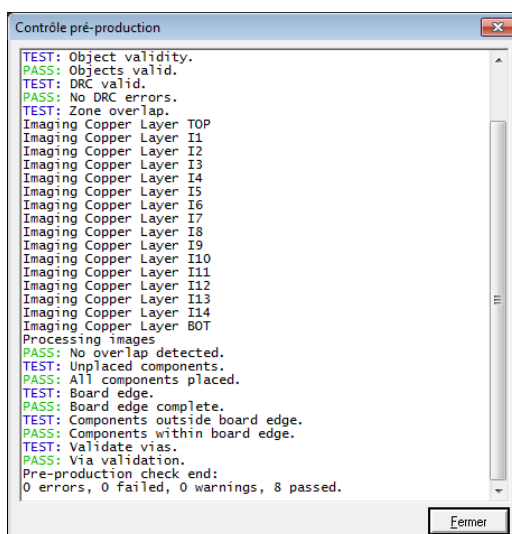 Contrôle pré-production
TEST: Object validity.
PASS: Objects valid.
TEST: DRC valid.
PASS: No DRC errors.
TEST: Zone overlap.
Imaging Copper Layer TOP
Imaging Copper Layer I1
Imaging Copper Layer I2
Imaging Copper Layer I3
Imaging Copper Layer I4
Imaging Copper Layer I5
Imaging Copper Layer I6
Imaging Copper Layer I7
Imaging Copper Layer I8
Imaging Copper Layer I9
Imaging Copper Layer I10
Imaging Copper Layer I11
Imaging Copper Layer I12
Imaging Copper Layer I13
Imaging Copper Layer I14
Imaging Copper Layer BOT
Processing images
PASS: No overlap detected.
TEST: Unplaced components.
PASS: All components placed.
TEST: Board edge.
PASS: Board edge complete.
TEST: Components outside board edge.
PASS: Components within board edge.
TEST: Validate vias.
PASS: Via validation.
Pre-production check end:
0 errors, 0 failed, 0 warnings, 8 passed.
Fermer